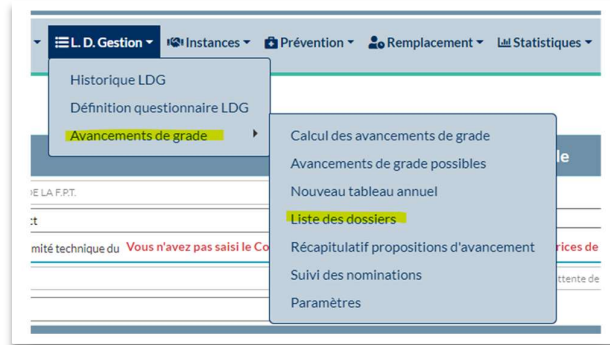 L. D. Gestion Instances Prévention Remplacement Statistiques
Historique LDG
Définition questionnaire LDG
Avancements de grade
Calcul des avancements de grade
Avancements de grade possibles
Nouveau tableau annuel
Liste des dossiers
Récapitulatif propositions d'avancement
Suivi des nominations
Paramètres
le
DE LA F.P.T.
ct
mité technique du Vous n'avez pas saisi le Co
rices de
ttente de